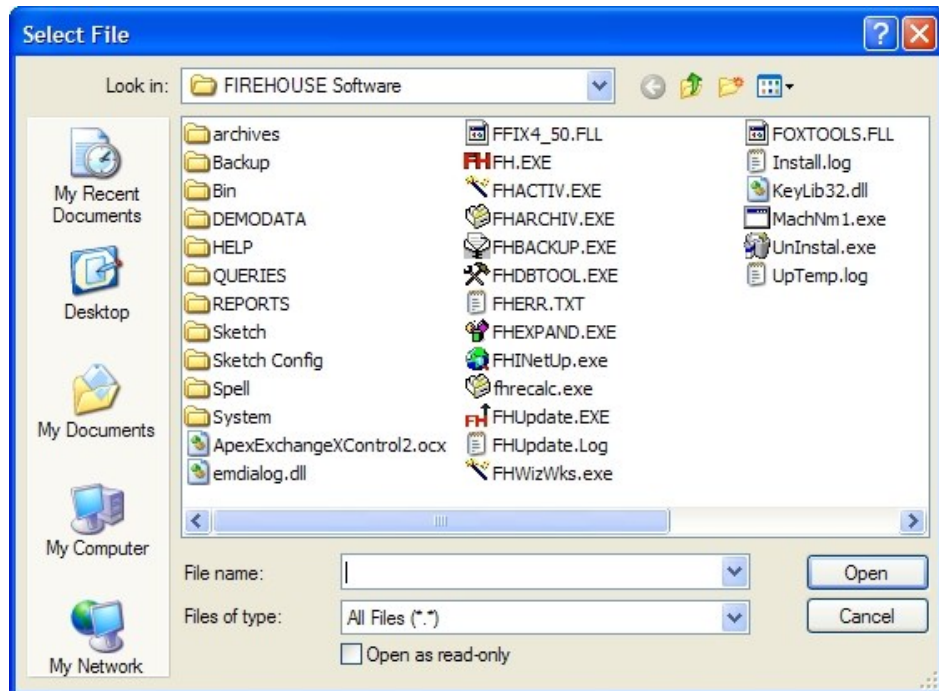 Select File
Look in: FIREHOUSE Software
My Recent
Documents
Desktop
My Documents
My Computer
My Network
archives
Backup
Bin
DEMODATA
HELP
QUERIES
REPORTS
Sketch
Sketch Config
Spell
System
ApexExchangeXControl2.ocx
emdialog.dll
FFIX4_50.FLL
FH FH.EXE
FHACTIV.EXE
FHARCHIV.EXE
FHBACKUP.EXE
FHDBTOOL.EXE
FHERR.TXT
FHEXPAND.EXE
FHINetUp.exe
fhrecalc.exe
FH FHUpdate.EXE
FHUpdate.Log
FHWizWks.exe
FOXTOOLS.FLL
Install.log
KeyLib32.dll
MachNm1.exe
UnInstal.exe
UpTemp.log
File name:
Open
Files of type: All Files (*.*)
Cancel
Open as read-only